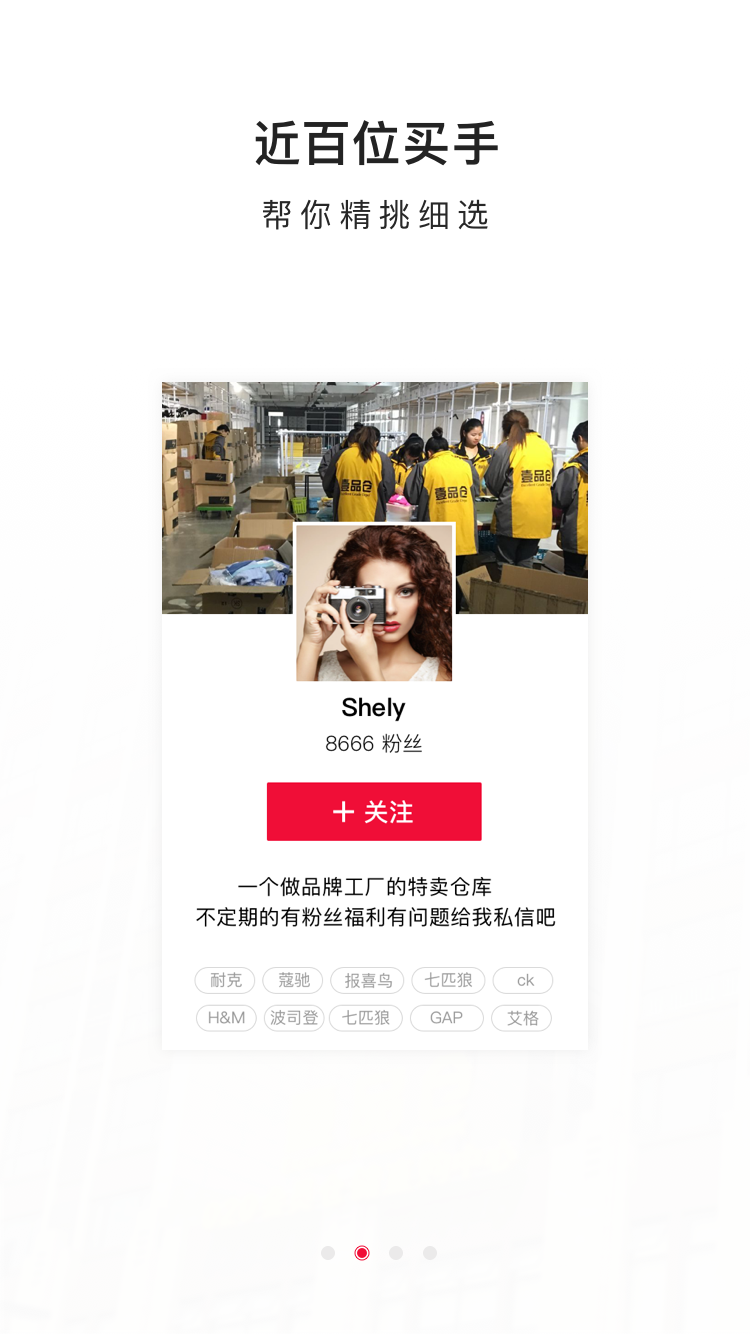 近百位买手
帮你精挑细选
壹品仓
壹品仓
壹品仓
Shely
8666 粉丝
+ 关注
一个做品牌工厂的特卖仓库
不定期的有粉丝福利有问题给我私信吧
耐克 蔻驰 报喜鸟 七匹狼 ck
H&M 波司登 七匹狼 GAP 艾格